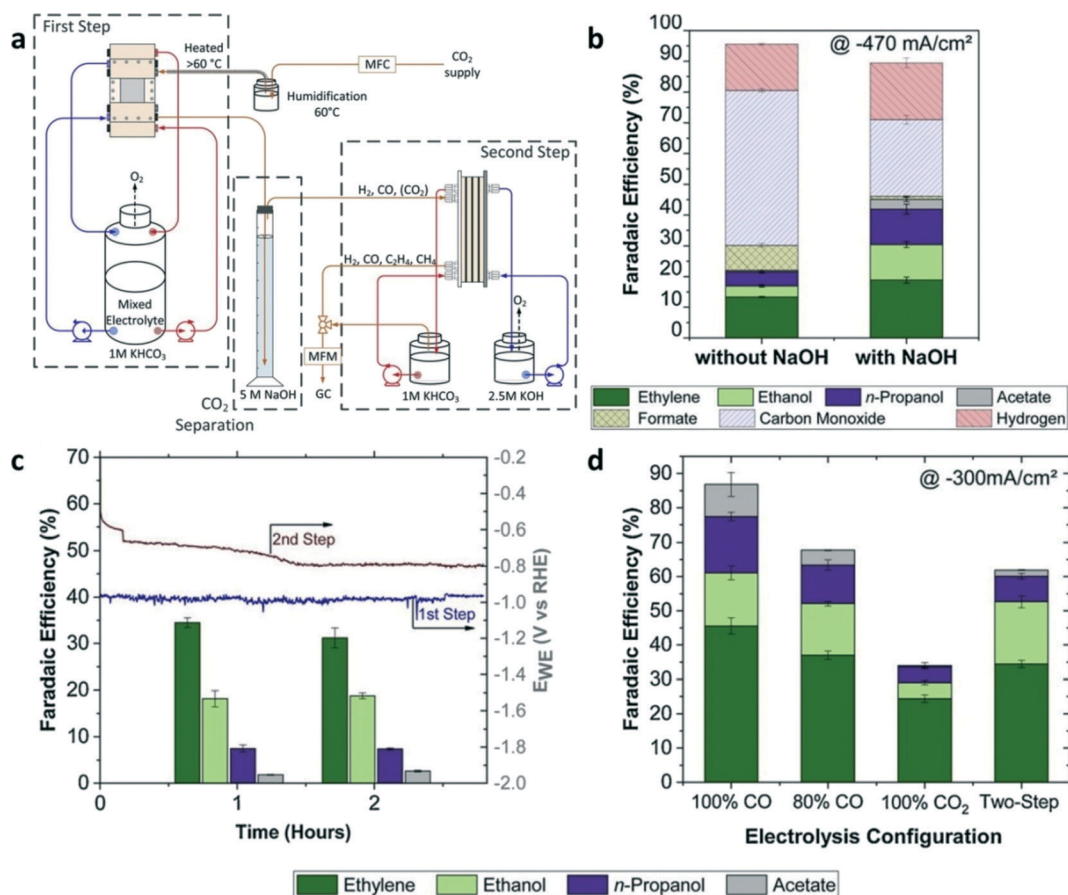 a
First Step
Heated
>60 °C
MFC
CO₂
supply
Humidification
60°C
O₂
Mixed
Electrolyte
1M KHCO₃
5 M NaOH
CO₂
Separation
Second Step
H₂, CO, (CO₂)
H₂, CO, C₂H₄, CH₄
O₂
MFM
GC
1M KHCO₃
2.5M KOH
b
@ -470 mA/cm²
Faradaic Efficiency (%)
100
90
80
70
60
50
40
30
20
10
0
without NaOH
with NaOH
Ethylene
Ethanol
n-Propanol
Acetate
Formate
Carbon Monoxide
Hydrogen
c
Faradaic Efficiency (%)
70
60
50
40
30
20
10
0
2nd Step
1st Step
-0.2
-0.4
-0.6
-0.8
-1.0
-1.2
-1.4
-1.6
-1.8
-2.0
E_WE (V vs RHE)
0
1
2
Time (Hours)
d
@ -300mA/cm²
Faradaic Efficiency (%)
90
80
70
60
50
40
30
20
10
0
100% CO
80% CO
100% CO₂
Two-Step
Electrolysis Configuration
Ethylene
Ethanol
n-Propanol
Acetate